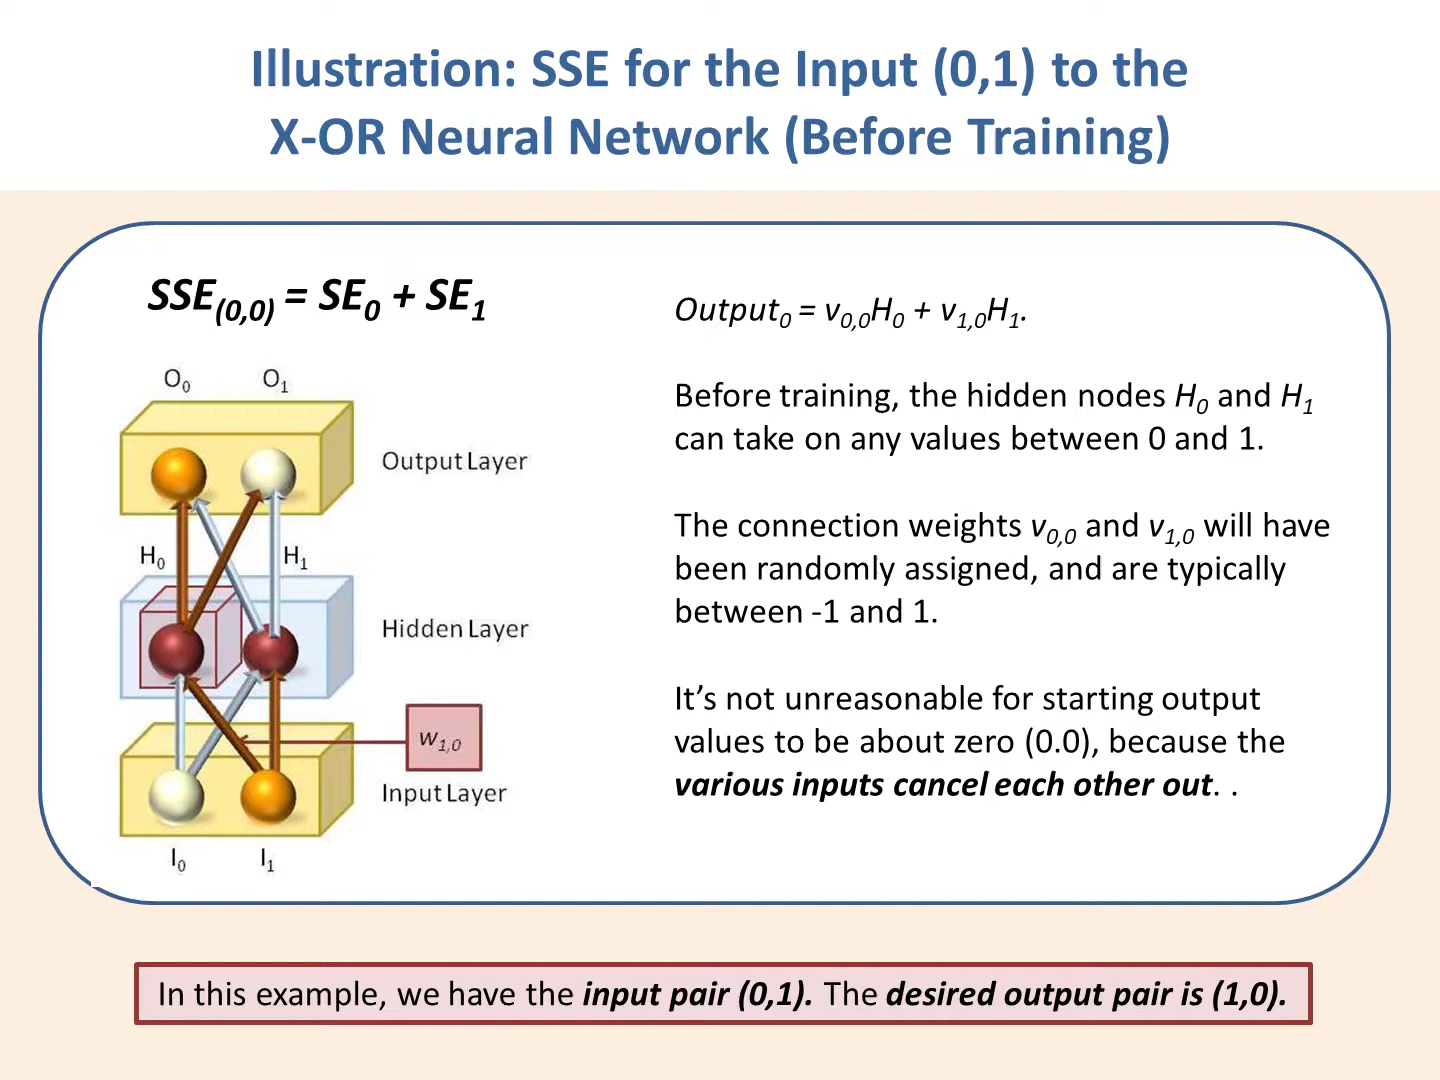 Illustration: SSE for the Input (0,1) to the
X-OR Neural Network (Before Training)
SSE(0,0) = SE0 + SE1
Output0 = v0,0H0 + v1,0H1.
Before training, the hidden nodes H0 and H1
can take on any values between 0 and 1.
The connection weights v0,0 and v1,0 will have
been randomly assigned, and are typically
between -1 and 1.
It’s not unreasonable for starting output
values to be about zero (0.0), because the
various inputs cancel each other out. .
O0 O1
Output Layer
H0 H1
Hidden Layer
w1,0
Input Layer
I0 I1
In this example, we have the input pair (0,1). The desired output pair is (1,0).